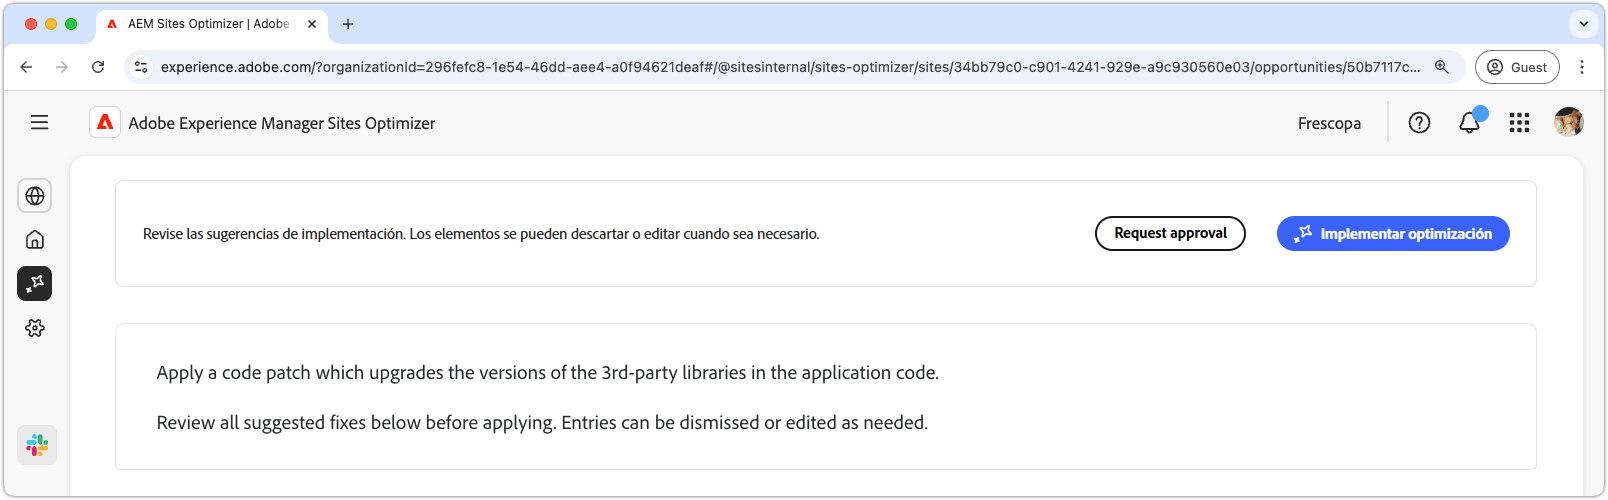 AEM Sites Optimizer | Adobe
experience.adobe.com/?organizationId=296fefc8-1e54-46dd-aee4-a0f94621deaf#/@sitesinternal/sites-optimizer/sites/34bb79c0-c901-4241-929e-a9c930560e03/opportunities/50b7117c...
Guest
Adobe Experience Manager Sites Optimizer
Frescopa
Revise las sugerencias de implementación. Los elementos se pueden descartar o editar cuando sea necesario.
Request approval
Implementar optimización
Apply a code patch which upgrades the versions of the 3rd-party libraries in the application code.
Review all suggested fixes below before applying. Entries can be dismissed or edited as needed.